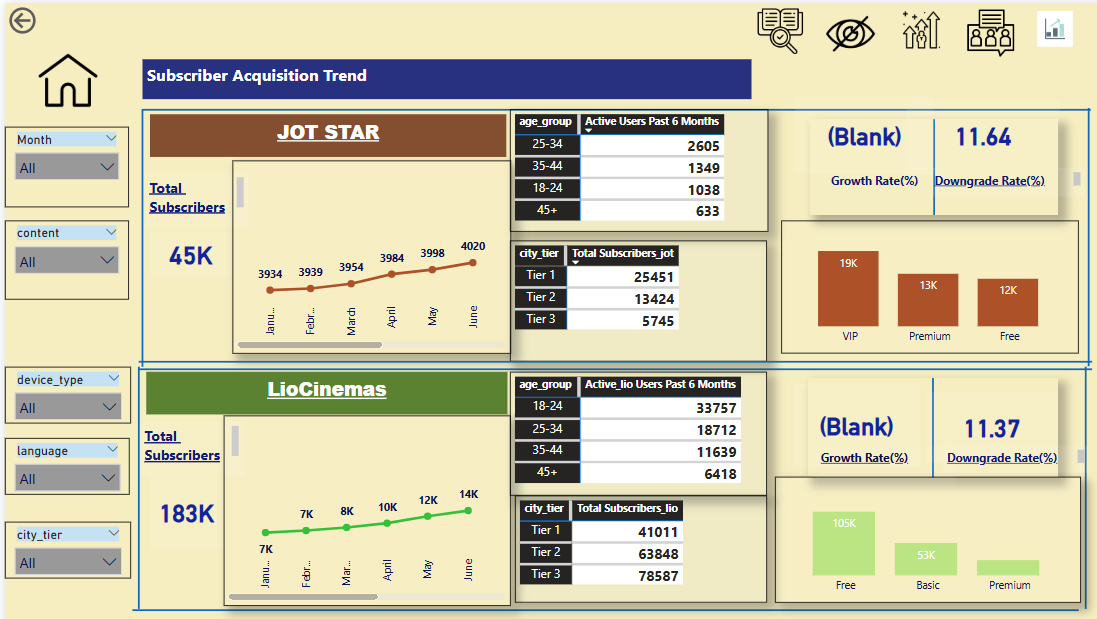 Subscriber Acquisition Trend
Month
All
content
All
device_type
All
language
All
city_tier
All
JOT STAR
Total
Subscribers
45K
3934
3939
3954
3984
3998
4020
Janu...
Febr...
March
April
May
June
age_group Active Users Past 6 Months
25-34 2605
35-44 1349
18-24 1038
45+ 633
city_tier Total Subscribers_jot
Tier 1 25451
Tier 2 13424
Tier 3 5745
(Blank)
Growth Rate(%)
11.64
Downgrade Rate(%)
19K
13K
12K
VIP
Premium
Free
LioCinemas
Total
Subscribers
183K
7K
7K
8K
10K
12K
14K
Janu...
Febr...
Mar...
April
May
June
age_group Active_lio Users Past 6 Months
18-24 33757
25-34 18712
35-44 11639
45+ 6418
city_tier Total Subscribers_lio
Tier 1 41011
Tier 2 63848
Tier 3 78587
(Blank)
Growth Rate(%)
11.37
Downgrade Rate(%)
105K
53K
Free
Basic
Premium